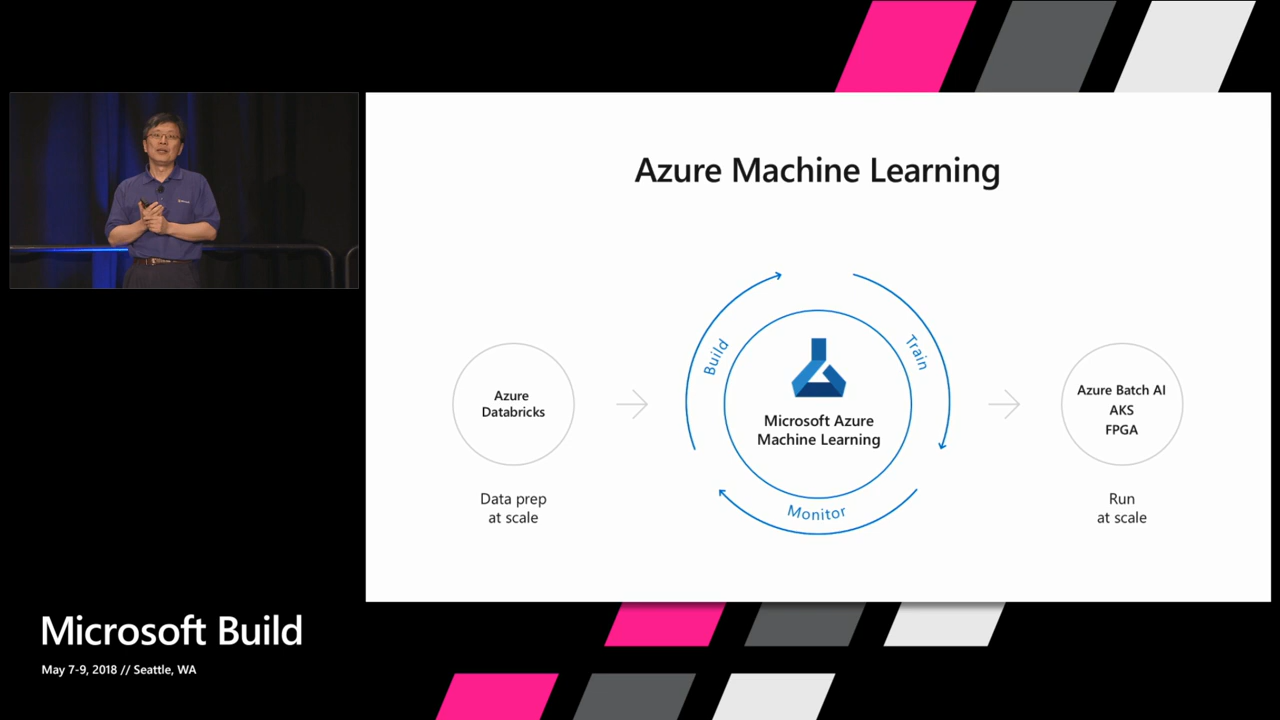 Azure Machine Learning
Azure
Databricks
Data prep
at scale
Build
Train
Monitor
Microsoft Azure
Machine Learning
Azure Batch AI
AKS
FPGA
Run
at scale
Microsoft Build
May 7-9, 2018 // Seattle, WA